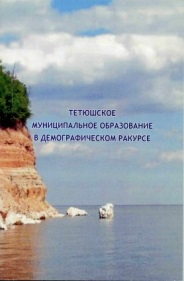 ТЕТЮШСКОЕ
МУНИЦИПАЛЬНОЕ ОБРАЗОВАНИЕ
В ДЕМОГРАФИЧЕСКОМ РАКУРСЕ